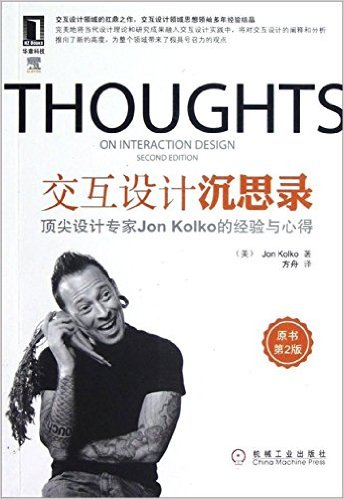 HZ Books
华章科技
交互设计领域的扛鼎之作，交互设计领域思想领袖多年经验结晶
完美地将当代设计理论和研究成果融入交互设计实践中，将对交互设计的阐释和分析
推向了新的高度，为整个领域带来了极具号召力的观点
THOUGHTS
ON INTERACTION DESIGN
SECOND EDITION
交互设计沉思录
顶尖设计专家Jon Kolko的经验与心得
（美） Jon Kolko 著
方舟 译
原书
第2版
机械工业出版社
China Machine Press